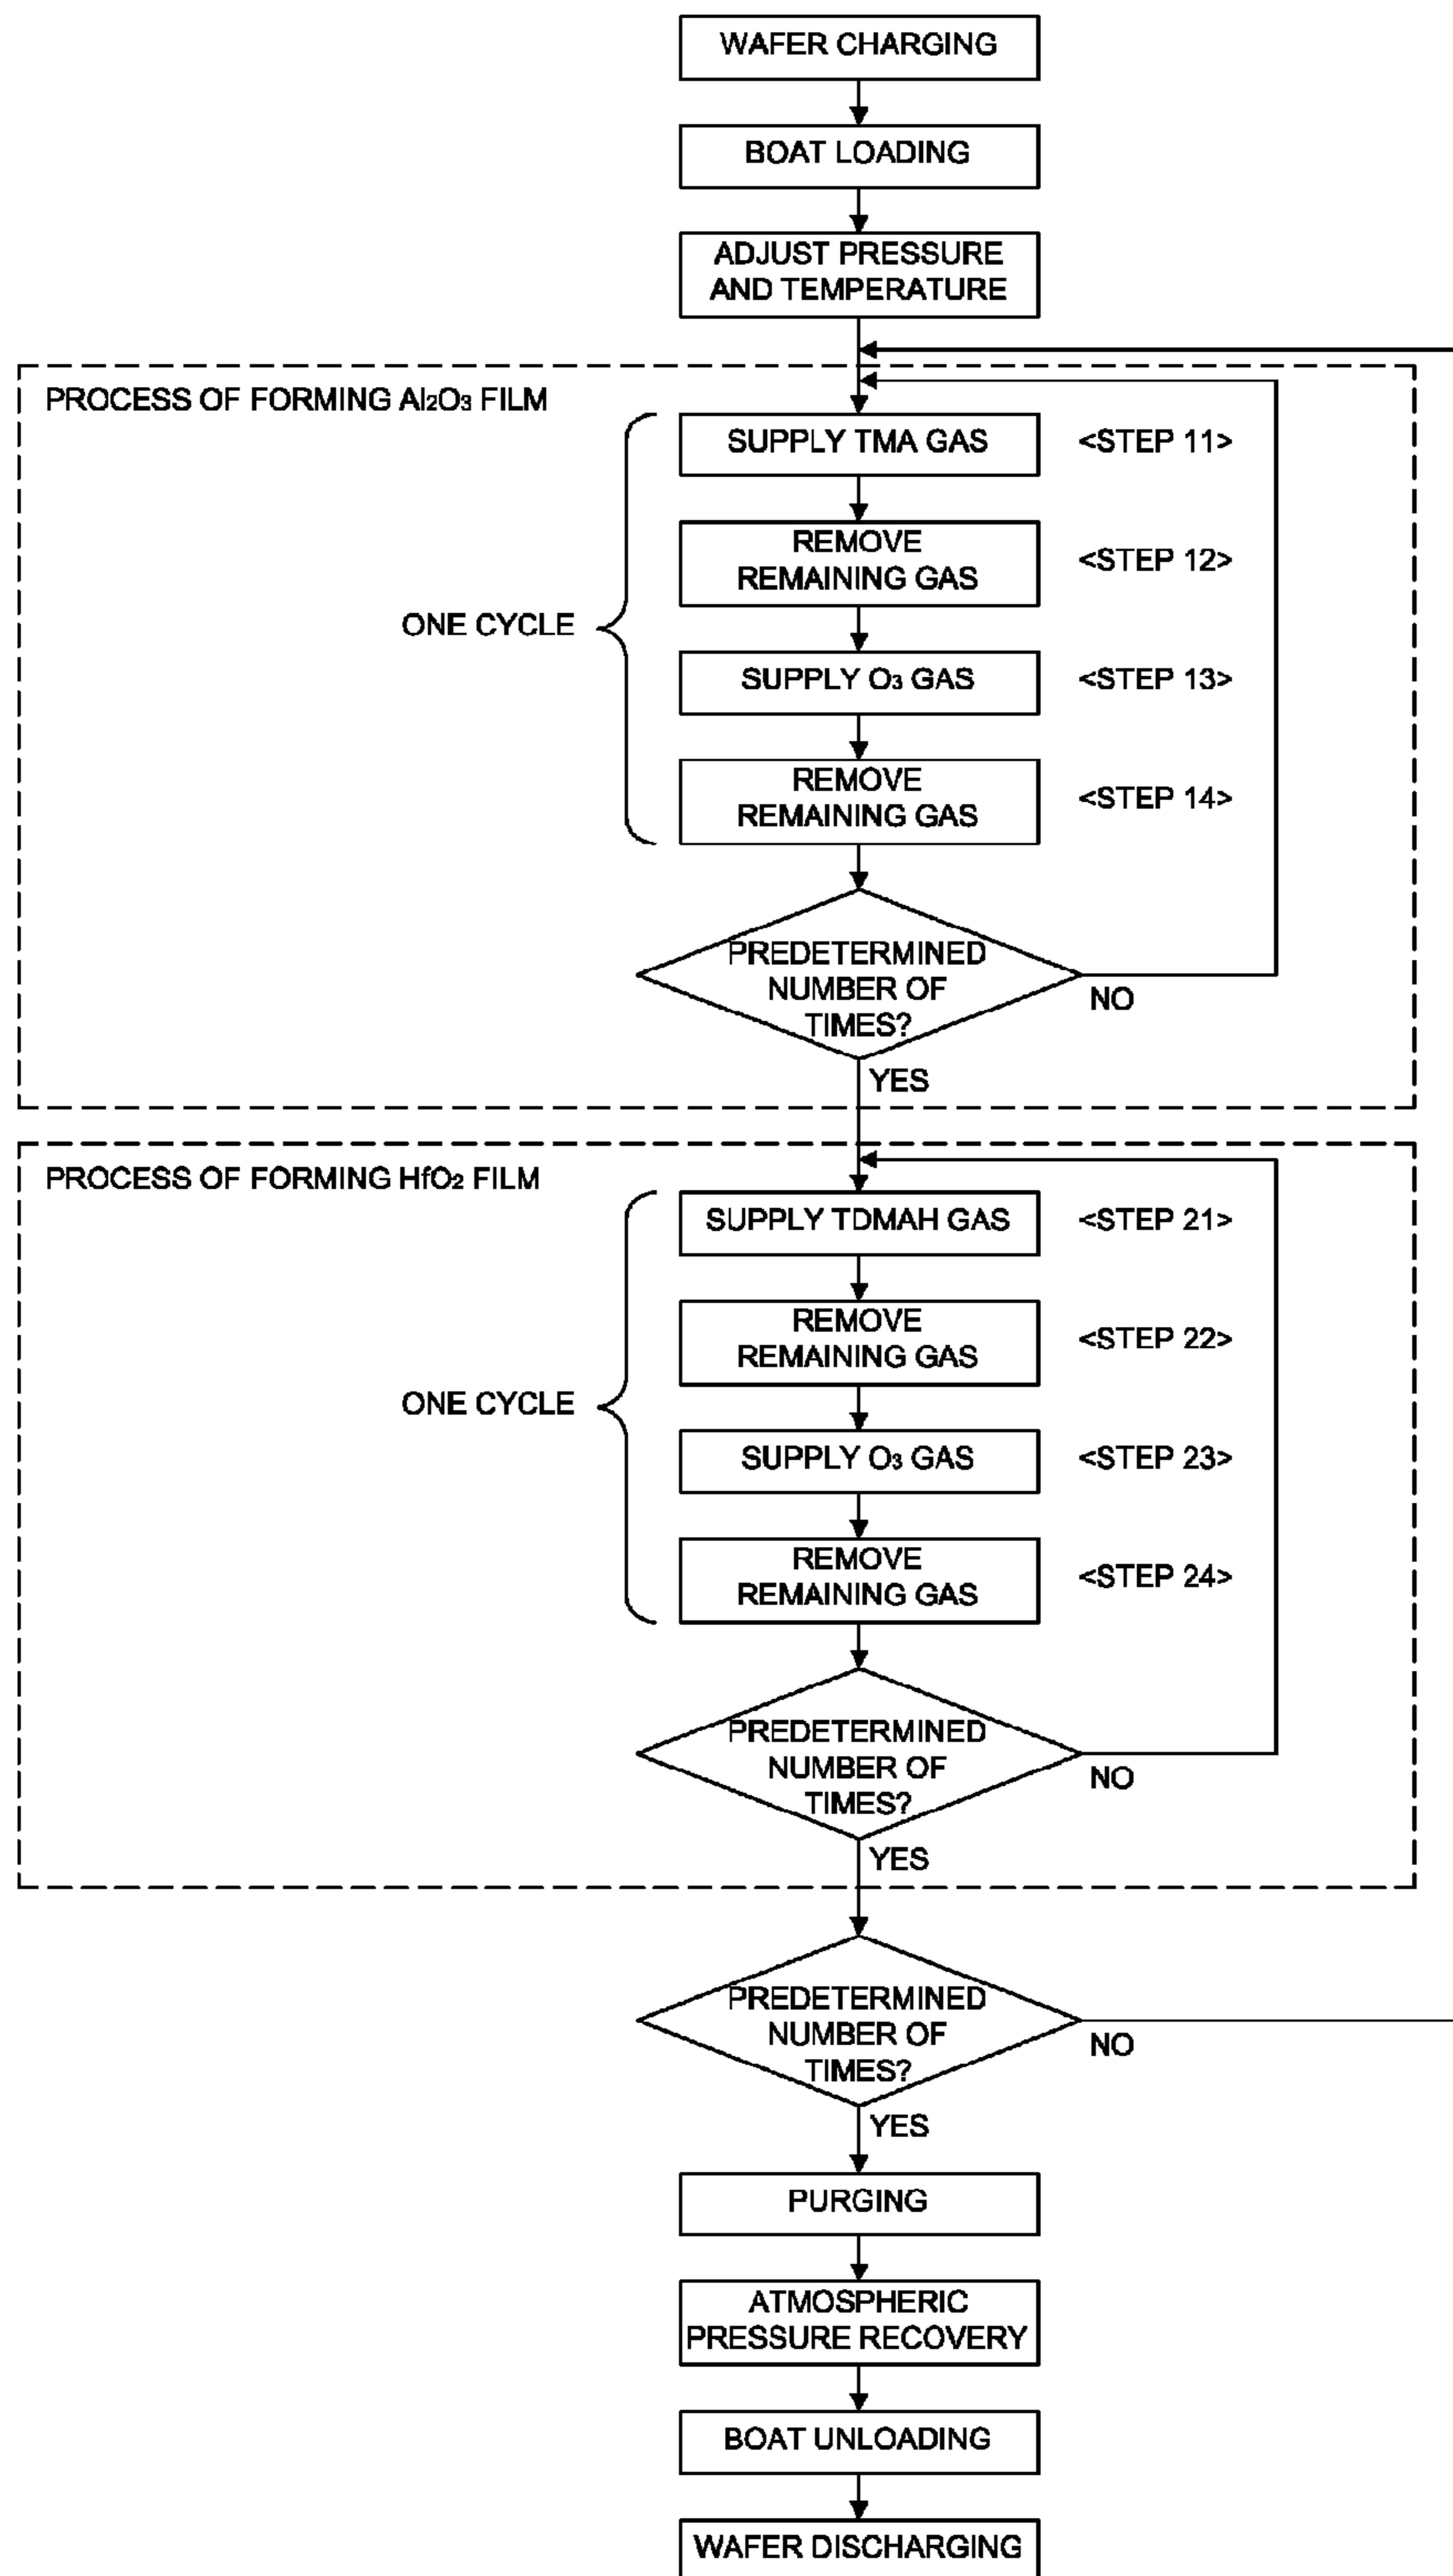 WAFER CHARGING
BOAT LOADING
ADJUST PRESSURE
AND TEMPERATURE
PROCESS OF FORMING Al₂O₃ FILM
SUPPLY TMA GAS <STEP 11>
REMOVE
REMAINING GAS
<STEP 12>
ONE CYCLE
SUPPLY O₃ GAS <STEP 13>
REMOVE
REMAINING GAS
<STEP 14>
PREDETERMINED
NUMBER OF
TIMES?
NO
YES
PROCESS OF FORMING HfO₂ FILM
SUPPLY TDMAH GAS <STEP 21>
REMOVE
REMAINING GAS
<STEP 22>
ONE CYCLE
SUPPLY O₃ GAS <STEP 23>
REMOVE
REMAINING GAS
<STEP 24>
PREDETERMINED
NUMBER OF
TIMES?
NO
YES
PREDETERMINED
NUMBER OF
TIMES?
NO
YES
PURGING
ATMOSPHERIC
PRESSURE RECOVERY
BOAT UNLOADING
WAFER DISCHARGING